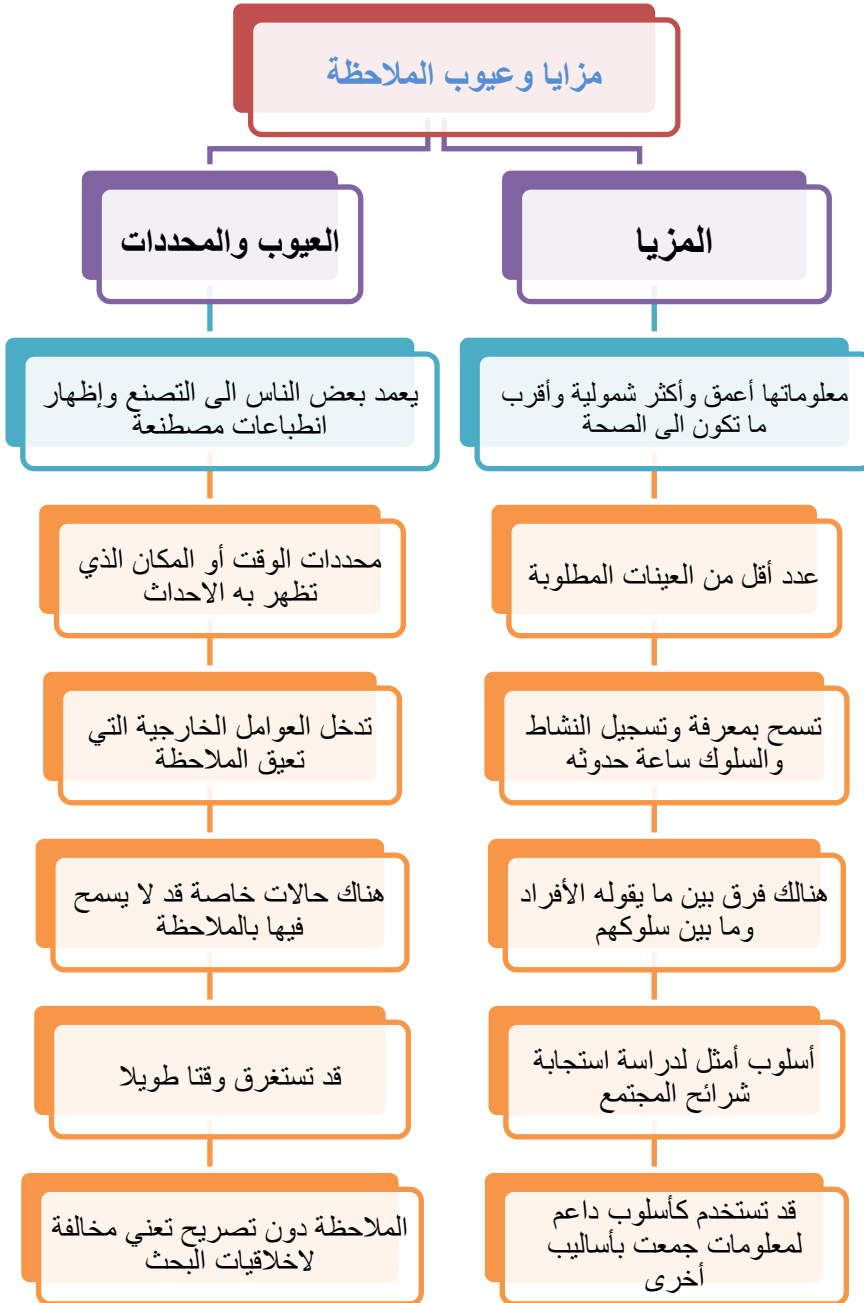 مزايا وعيوب الملاحظة
المزيا
معلوماتها أعمق وأكثر شمولية وأقرب
ما تكون الى الصحة
عدد أقل من العينات المطلوبة
تسمح بمعرفة وتسجيل النشاط
والسلوك ساعة حدوثه
هنالك فرق بين ما يقوله الأفراد
وما بين سلوكهم
أسلوب أمثل لدراسة استجابة
شرائح المجتمع
قد تستخدم كأسلوب داعم
لمعلومات جمعت بأساليب
أخرى
العيوب والمحددات
يعمد بعض الناس الى التصنع وإظهار
انطباعات مصطنعة
محددات الوقت أو المكان الذي
تظهر به الاحداث
تدخل العوامل الخارجية التي
تعيق الملاحظة
هناك حالات خاصة قد لا يسمح
فيها بالملاحظة
قد تستغرق وقتا طويلا
الملاحظة دون تصريح تعني مخالفة
لاخلاقيات البحث